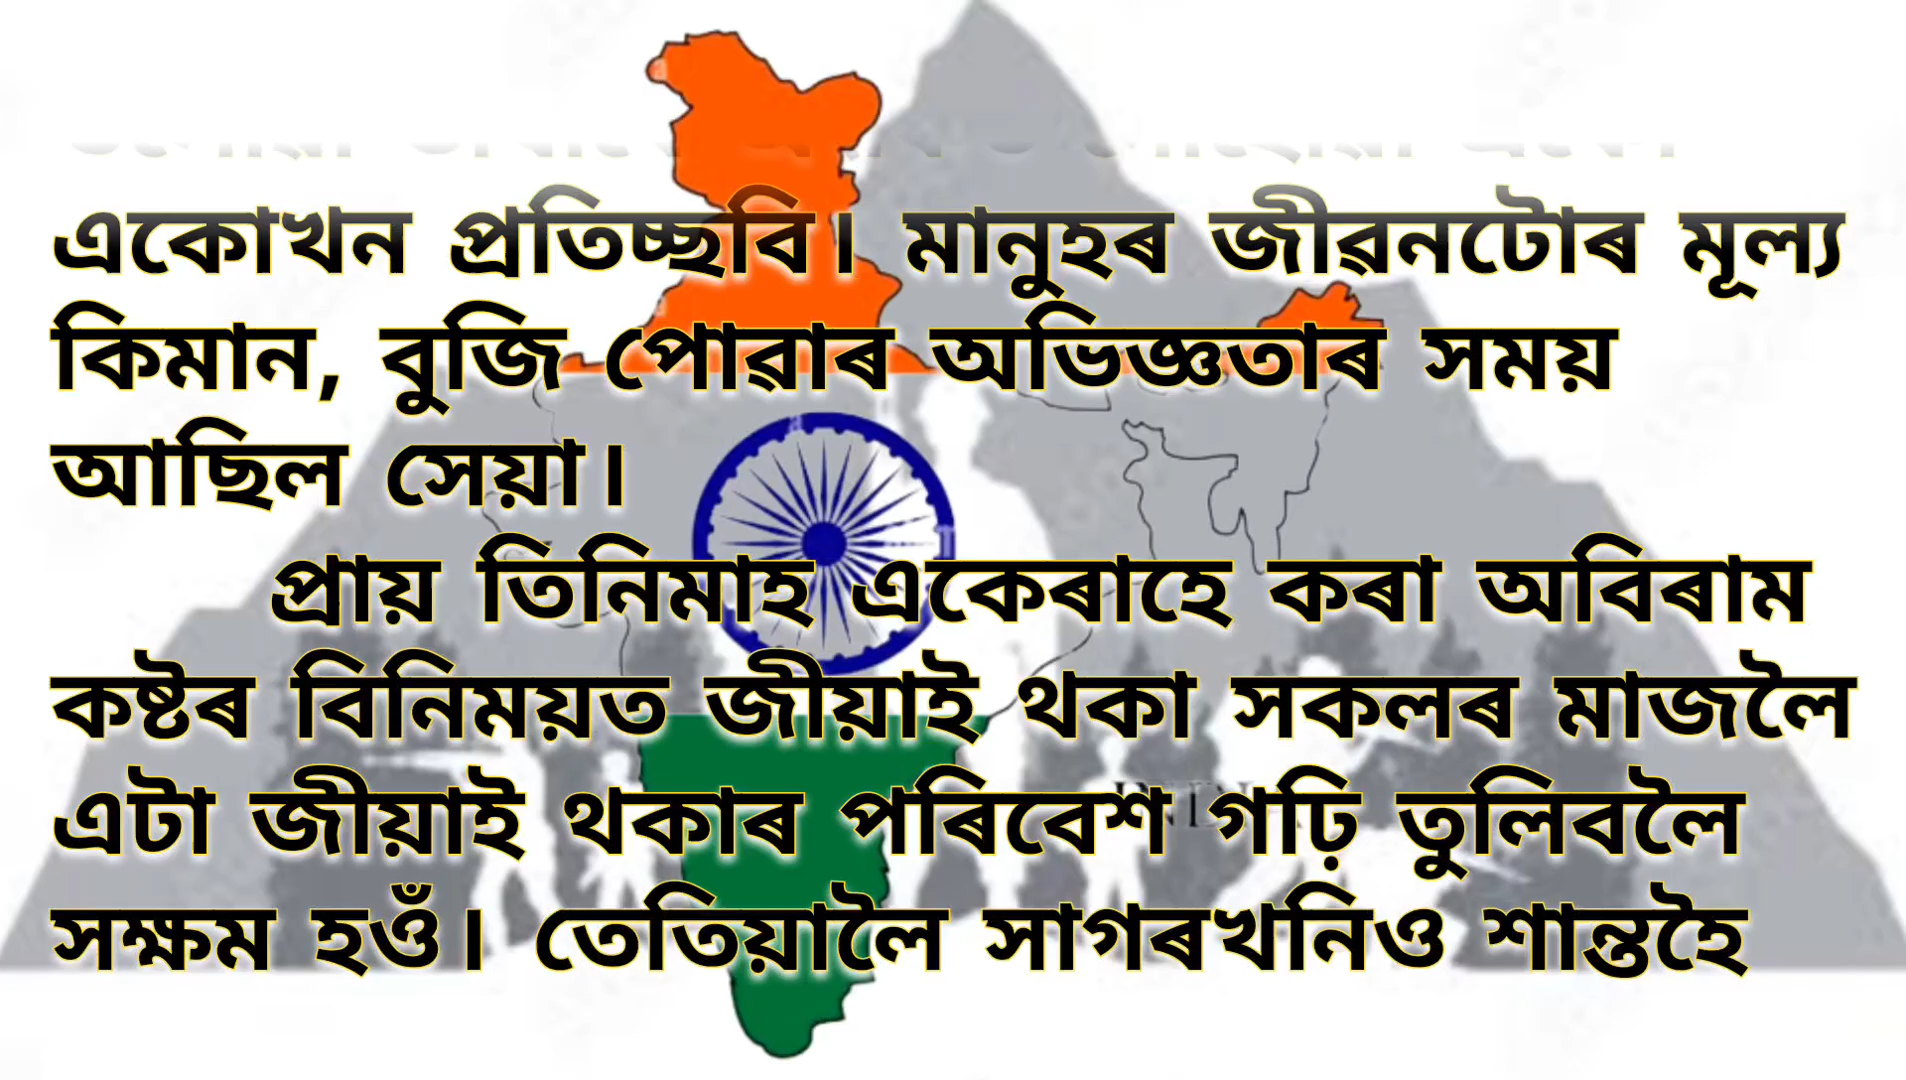 একোখন প্ৰতিচ্ছবি। মানুহৰ জীৱনটোৰ মূল্য
কিমান, বুজি পোৱাৰ অভিজ্ঞতাৰ সময়
আছিল সেয়া।
প্ৰায় তিনিমাহ একেৰাহে কৰা অবিৰাম
কষ্টৰ বিনিময়ত জীয়াই থকা সকলৰ মাজলৈ
এটা জীয়াই থকাৰ পৰিবেশ গঢ়ি তুলিবলৈ
সক্ষম হওঁ। তেতিয়ালৈ সাগৰখনিও শান্তহৈ